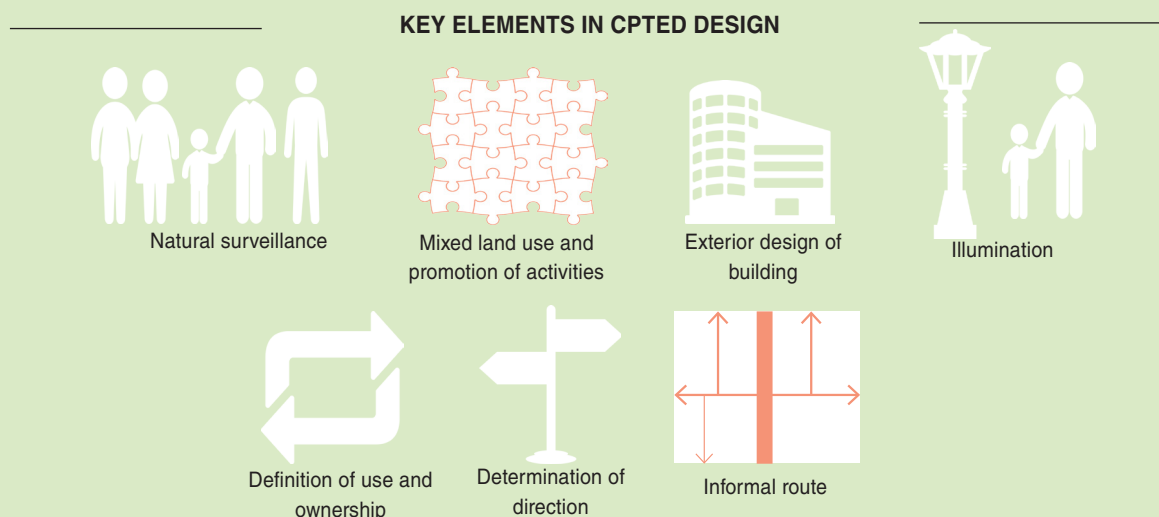 KEY ELEMENTS IN CPTED DESIGN
Natural surveillance
Mixed land use and
promotion of activities
Exterior design of
building
Illumination
Definition of use and
ownership
Determination of
direction
Informal route